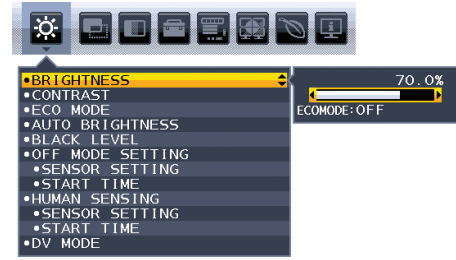 •BRIGHTNESS
•CONTRAST
•ECO MODE
•AUTO BRIGHTNESS
•BLACK LEVEL
•OFF MODE SETTING
•SENSOR SETTING
•START TIME
•HUMAN SENSING
•SENSOR SETTING
•START TIME
•DV MODE
70.0%
ECOMODE:OFF